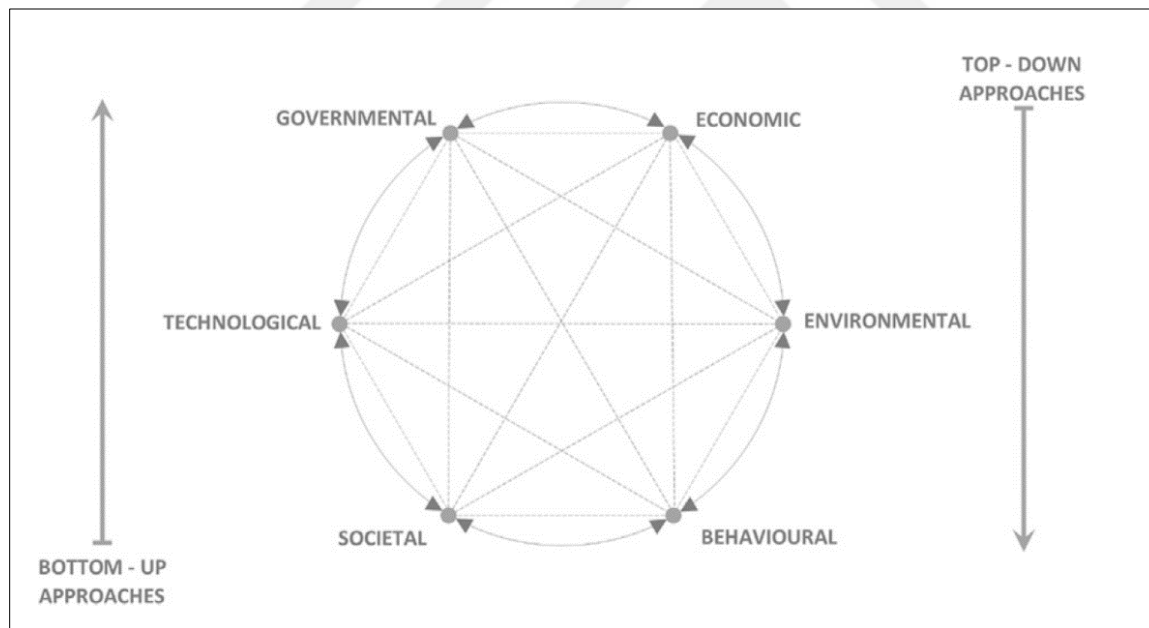 TOP - DOWN
APPROACHES
GOVERNMENTAL
ECONOMIC
TECHNOLOGICAL
ENVIRONMENTAL
SOCIETAL
BEHAVIOURAL
BOTTOM - UP
APPROACHES